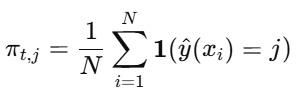 π_{t,j} = \frac{1}{N} \sum_{i=1}^{N} \mathbf{1}(\hat{y}(x_i) = j)